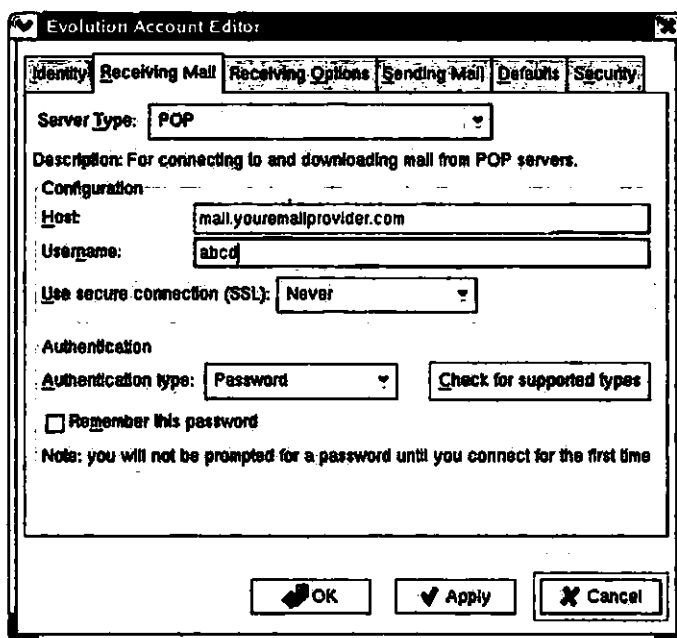 Evolution Account Editor
Identity Receiving Mail Receiving Options Sending Mail Defaults Security
Server Type: POP
Description: For connecting to and downloading mail from POP servers.
Configuration
Host: mail.youremailprovider.com
Username: abcd
Use secure connection (SSL): Never
Authentication
Authentication type: Password Check for supported types
Remember this password
Note: you will not be prompted for a password until you connect for the first time
OK Apply Cancel